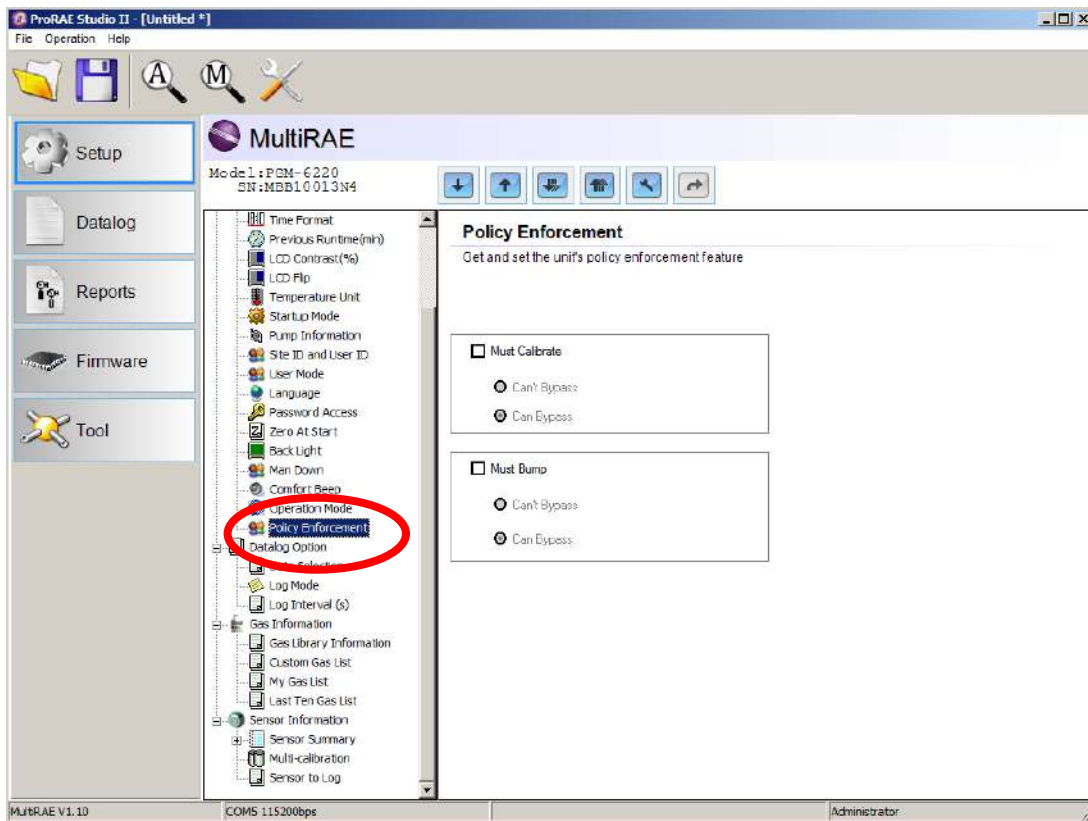 ProRAE Studio II - [Untitled *]
File Operation Help
A
M
Setup
Datalog
Reports
Firmware
Tool
MultiRAE
Model:PGM-6220
SN:MBB10013N4
Time Format
Previous Runtime(min)
LCD Contrast(%)
LCD Flip
Temperature Unit
Startup Mode
Pump Information
Site ID and User ID
User Mode
Language
Password Access
Zero At Start
Back Light
Man Down
Comfort Beep
Operation Mode
Policy Enforcement
Datalog Option
Selection
Log Mode
Log Interval (s)
Gas Information
Gas Library Information
Custom Gas List
My Gas List
Last Ten Gas List
Sensor Information
Sensor Summary
Multi-calibration
Sensor to Log
Policy Enforcement
Get and set the unit's policy enforcement feature
Must Calibrate
Can't Bypass
Can Bypass
Must Bump
Can't Bypass
Can Bypass
MultiRAE V1.10
COM5 115200bps
Administrator